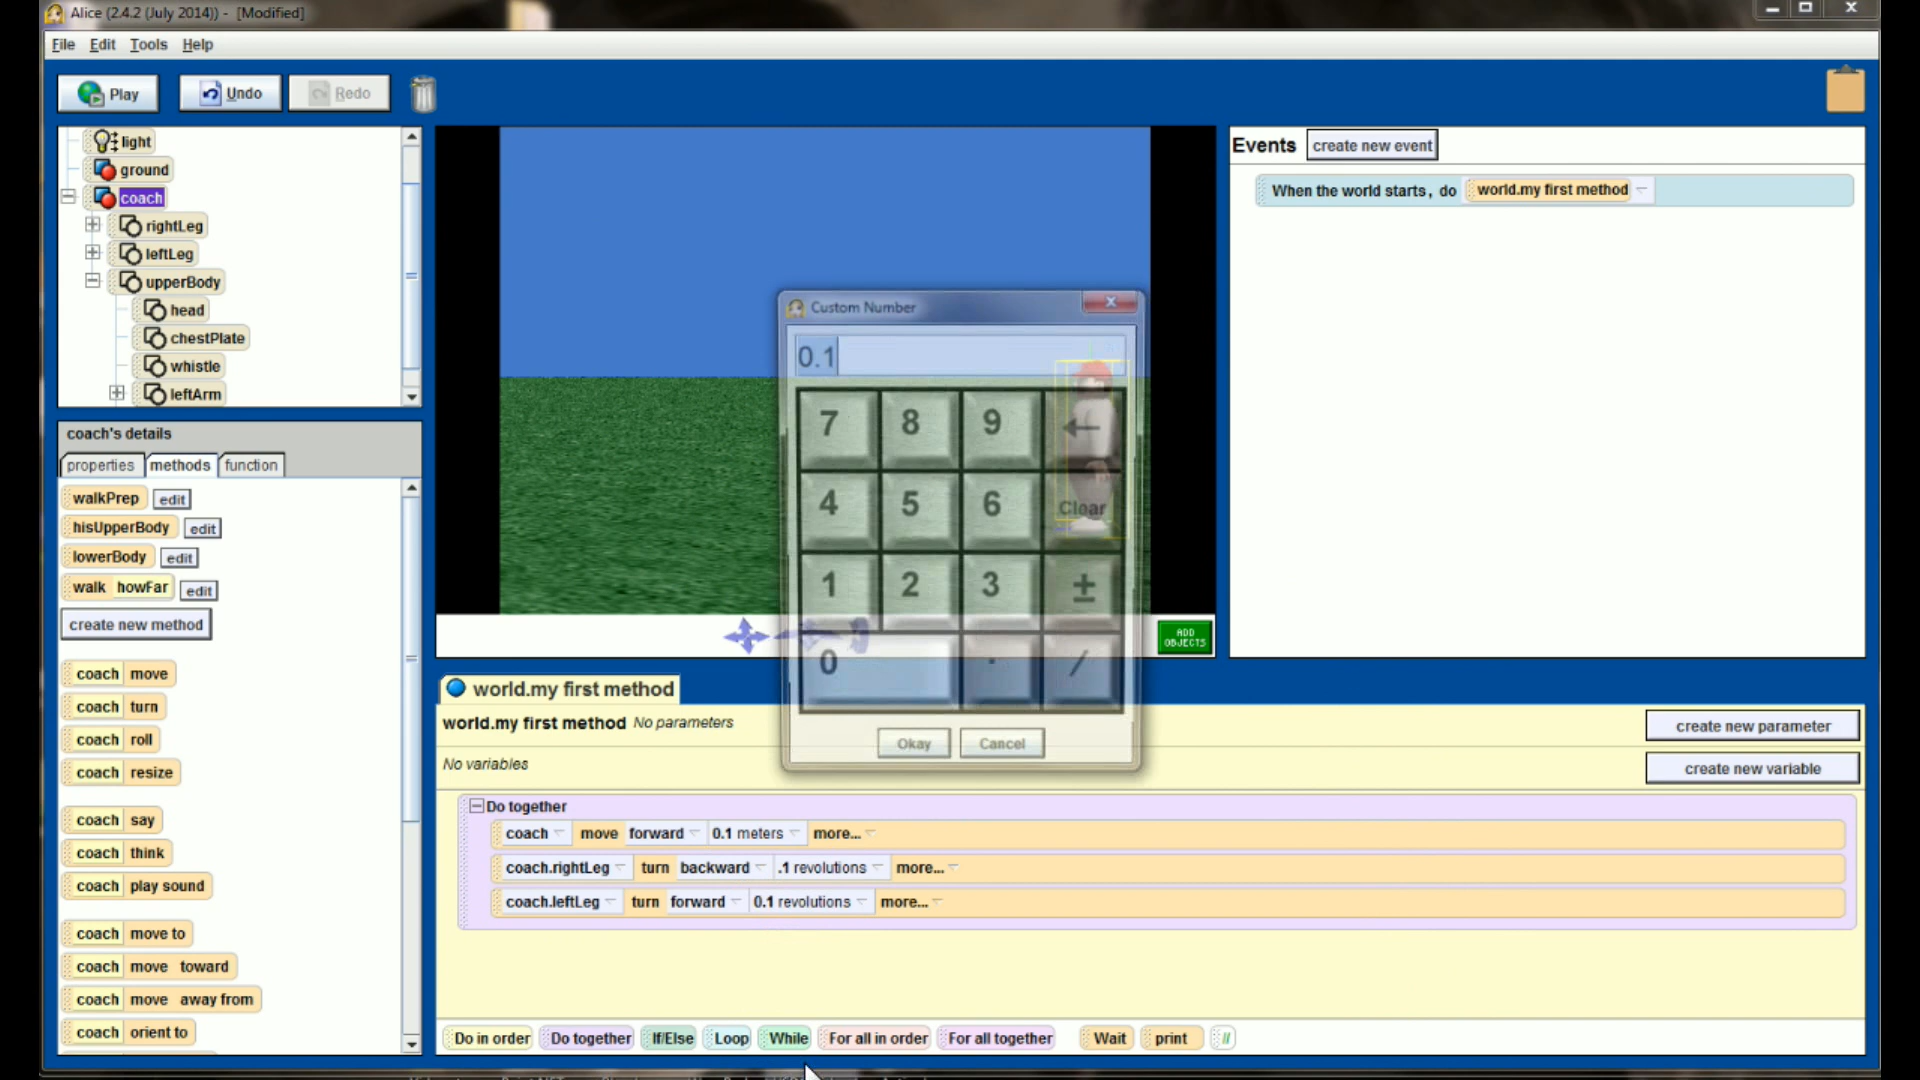 Alice (2.4.2 (July 2014)) - [Modified]
File Edit Tools Help
Play Undo Redo
light
ground
coach
rightLeg
leftLeg
upperBody
head
chestPlate
whistle
leftArm
Events create new event
When the world starts, do world.my first method
Custom Number
0.1
7 8 9
4 5 6 Clear
1 2 3 ±
0 . /
Okay Cancel
ADD
OBJECTS
coach's details
properties methods function
walkPrep edit
hisUpperBody edit
lowerBody edit
walk howFar edit
create new method
coach move
coach turn
coach roll
coach resize
coach say
coach think
coach play sound
coach move to
coach move toward
coach move away from
coach orient to
world.my first method
world.my first method No parameters
create new parameter
No variables
create new variable
Do together
coach move forward 0.1 meters more...
coach.rightLeg turn backward .1 revolutions more...
coach.leftLeg turn forward 0.1 revolutions more...
Do in order Do together If/Else Loop While For all in order For all together Wait print //